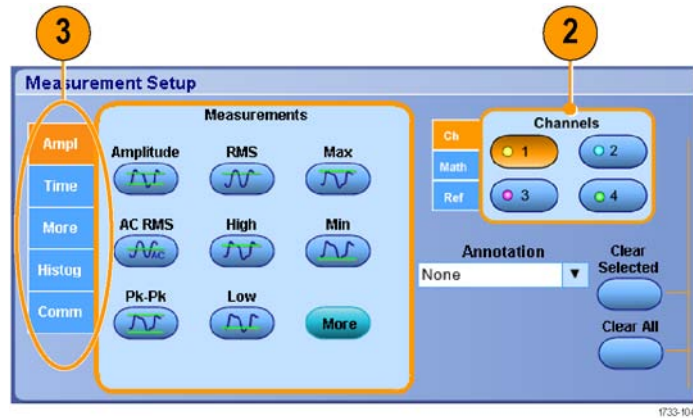 3
2
Measurement Setup
Ampl
Time
More
Histog
Comm
Measurements
Amplitude RMS Max
AC RMS High Min
AC
Pk-Pk Low
More
Ch
Math
Ref
Channels
1 2
3 4
Annotation
None
Clear
Selected
Clear All